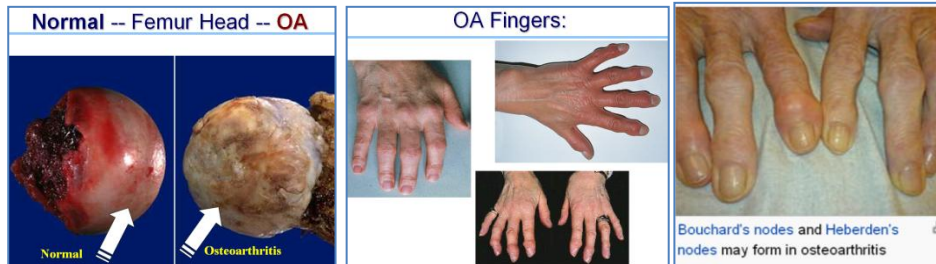 Normal -- Femur Head -- OA
Normal
Osteoarthritis
OA Fingers:
Bouchard's nodes and Heberden's
nodes may form in osteoarthritis